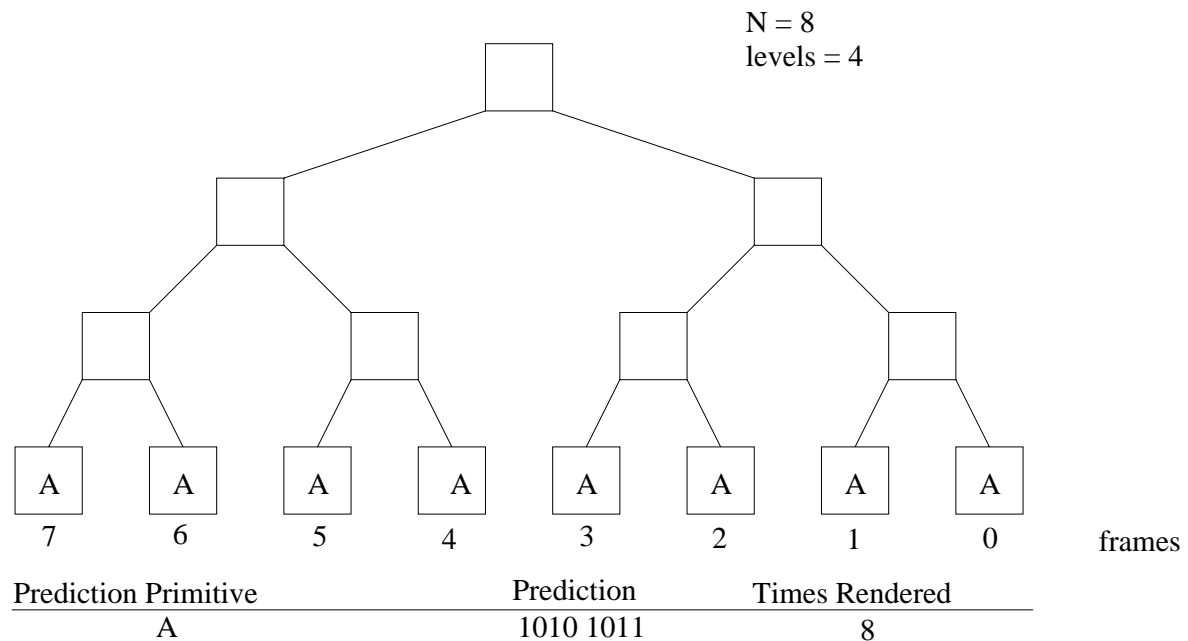 N = 8
levels = 4
A A A A A A A A
7 6 5 4 3 2 1 0 frames
Prediction Primitive Prediction Times Rendered
A 1010 1011 8